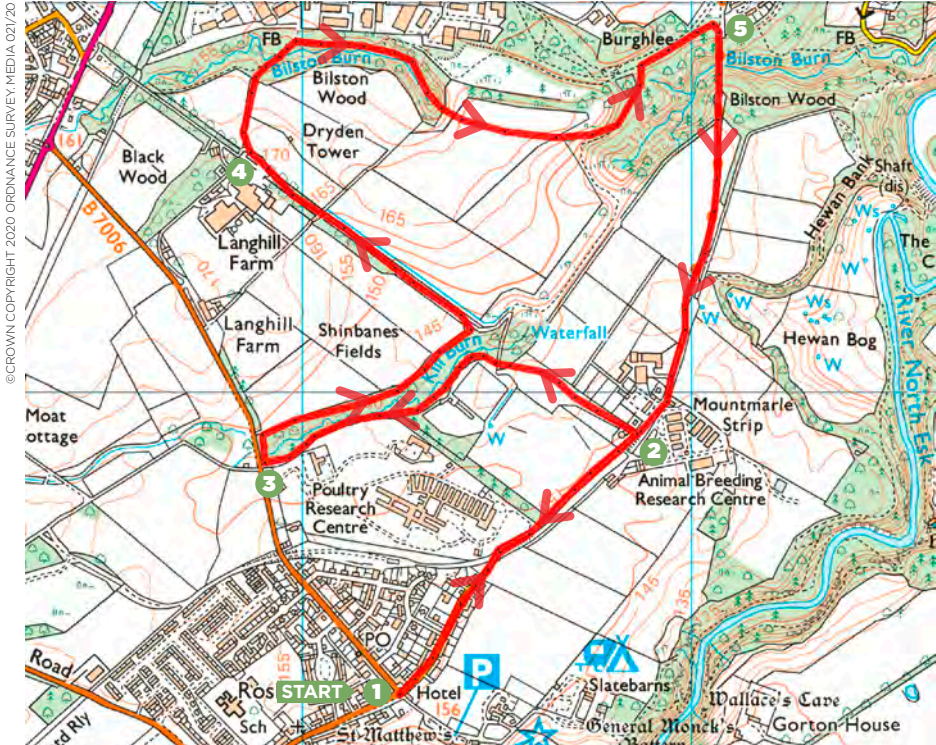 ©CROWN COPYRIGHT 2020 ORDNANCE SURVEY. MEDIA 021/20
FB
Burghlee
5
FB
Bilston Burn
Bilston Burn
Bilston
Wood
Bilston Wood
161
Dryden
Tower
170
Black
Wood
4
165
165
Shaft
(dis)
Hewan Bank
Ws
The
C
B 7006
Langhill
Farm
160
155
150
W
70
145
Ws
W
W
Langhill
Farm
Shinbanes
Fields
Waterfall
Kill Burn
Hewan Bog
W
River North Esk
Moat
ottage
Mountmarle
Strip
W
2
3
Animal Breeding
Research Centre
Poultry
Research
Centre
145
135
PO
155
Road
P
Ros
START
1
Hotel
156
Slatebarns
Sch
rd Rly
St Matthew's
Wallace's Cave
General Monck's
Gorton House